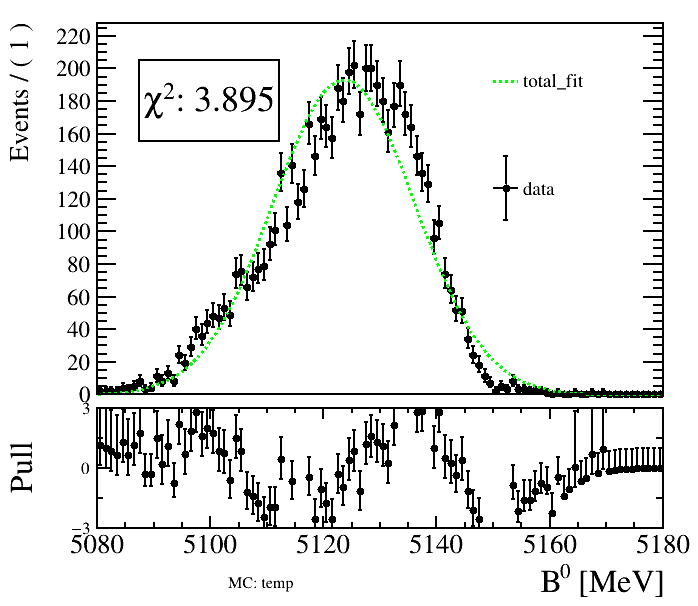 Events / ( 1 )
220
200
180
160
140
120
100
80
60
40
20
0
χ²: 3.895
total_fit
data
Pull
3
0
−3
5080 5100 5120 5140 5160 5180
MC: temp
B⁰ [MeV]